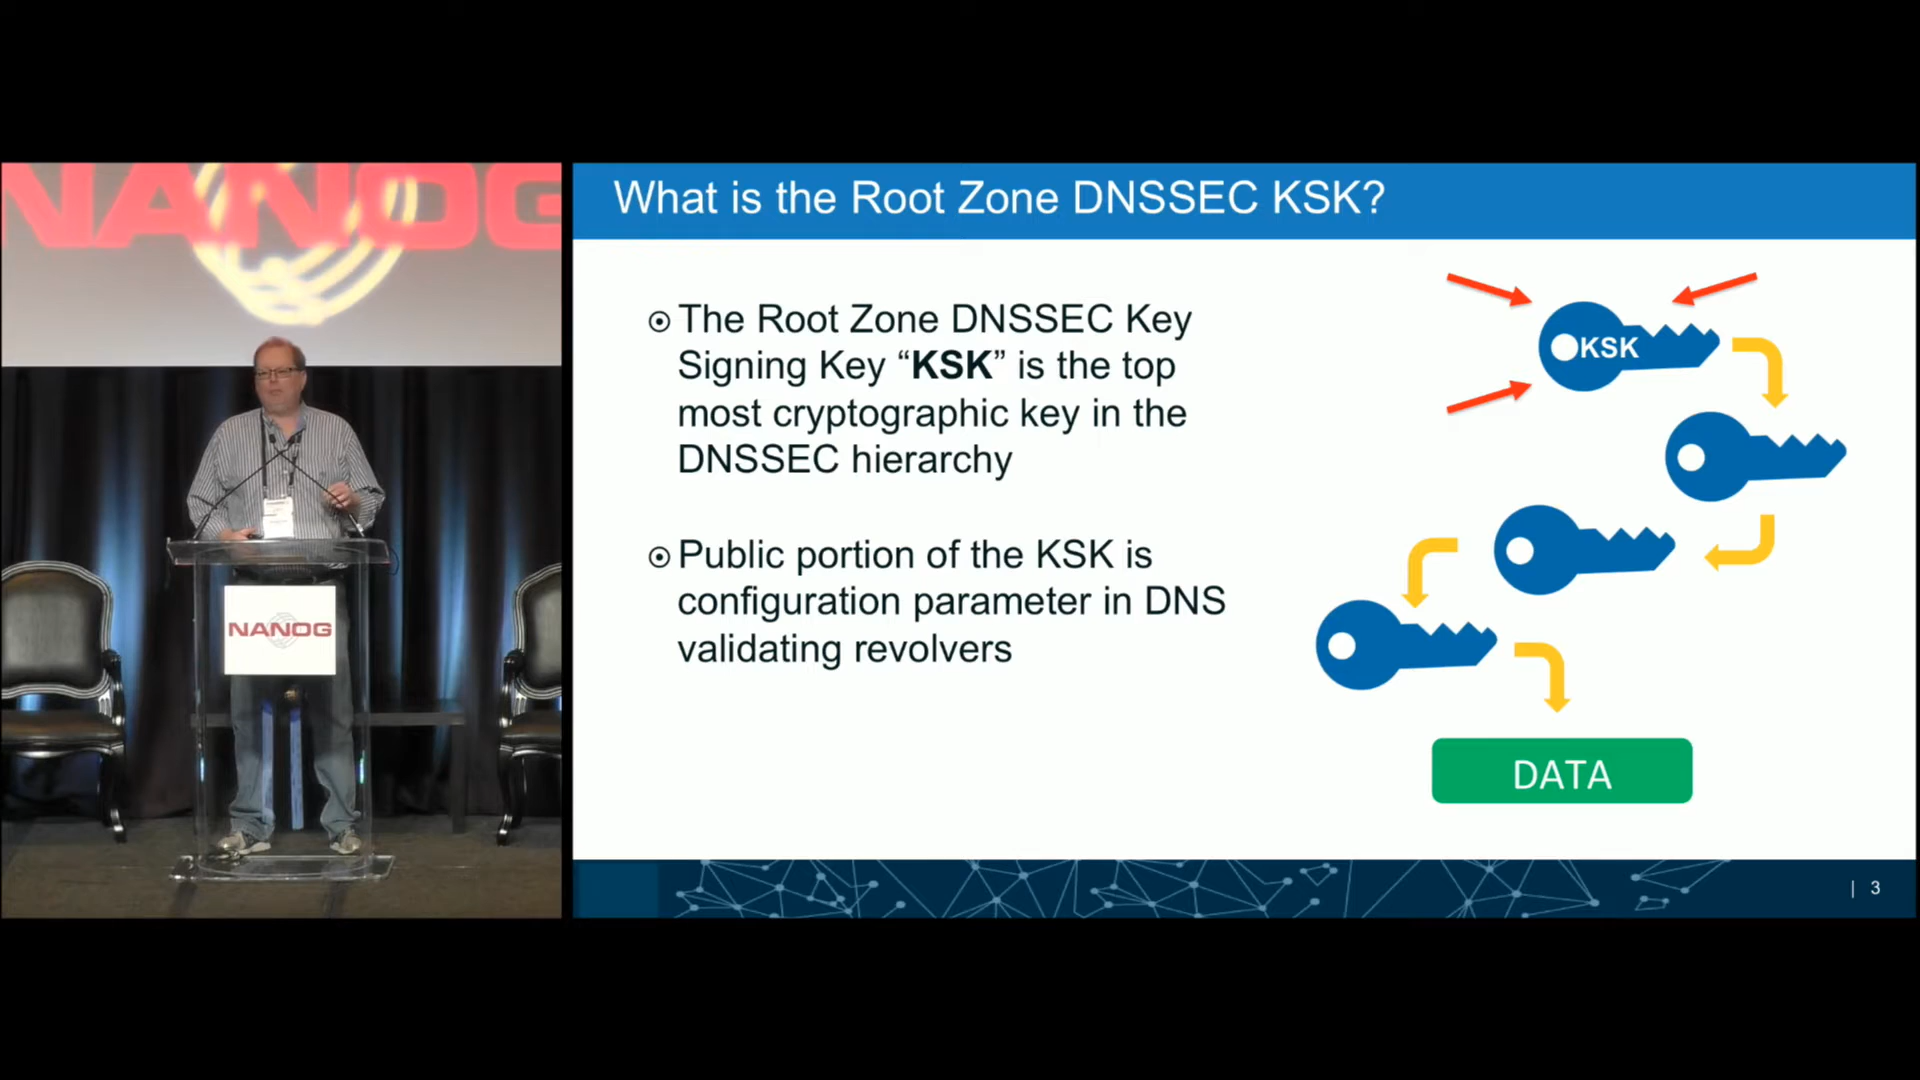 NANOG
NANOG
What is the Root Zone DNSSEC KSK?
The Root Zone DNSSEC Key
Signing Key “KSK” is the top
most cryptographic key in the
DNSSEC hierarchy
Public portion of the KSK is
configuration parameter in DNS
validating revolvers
KSK
DATA
| 3